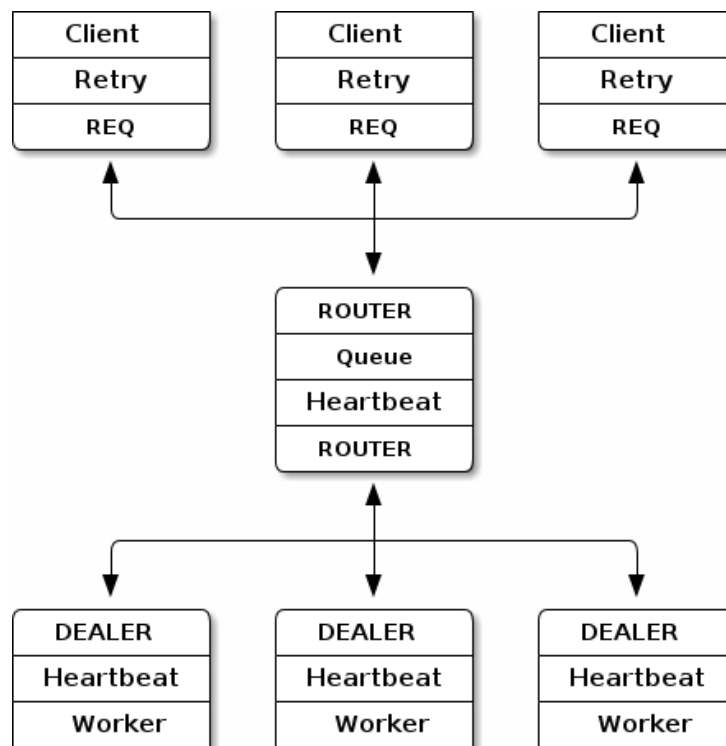 Client Client Client
Retry Retry Retry
REQ REQ REQ
ROUTER
Queue
Heartbeat
ROUTER
DEALER DEALER DEALER
Heartbeat Heartbeat Heartbeat
Worker Worker Worker